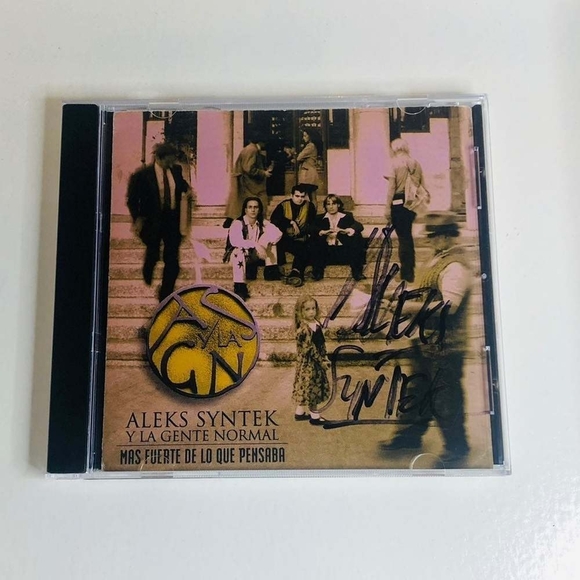 AS
Y LA
GN
ALEKS SYNTEK
Y LA GENTE NORMAL
MAS FUERTE DE LO QUE PENSABA
ALEKS
SYNTEK